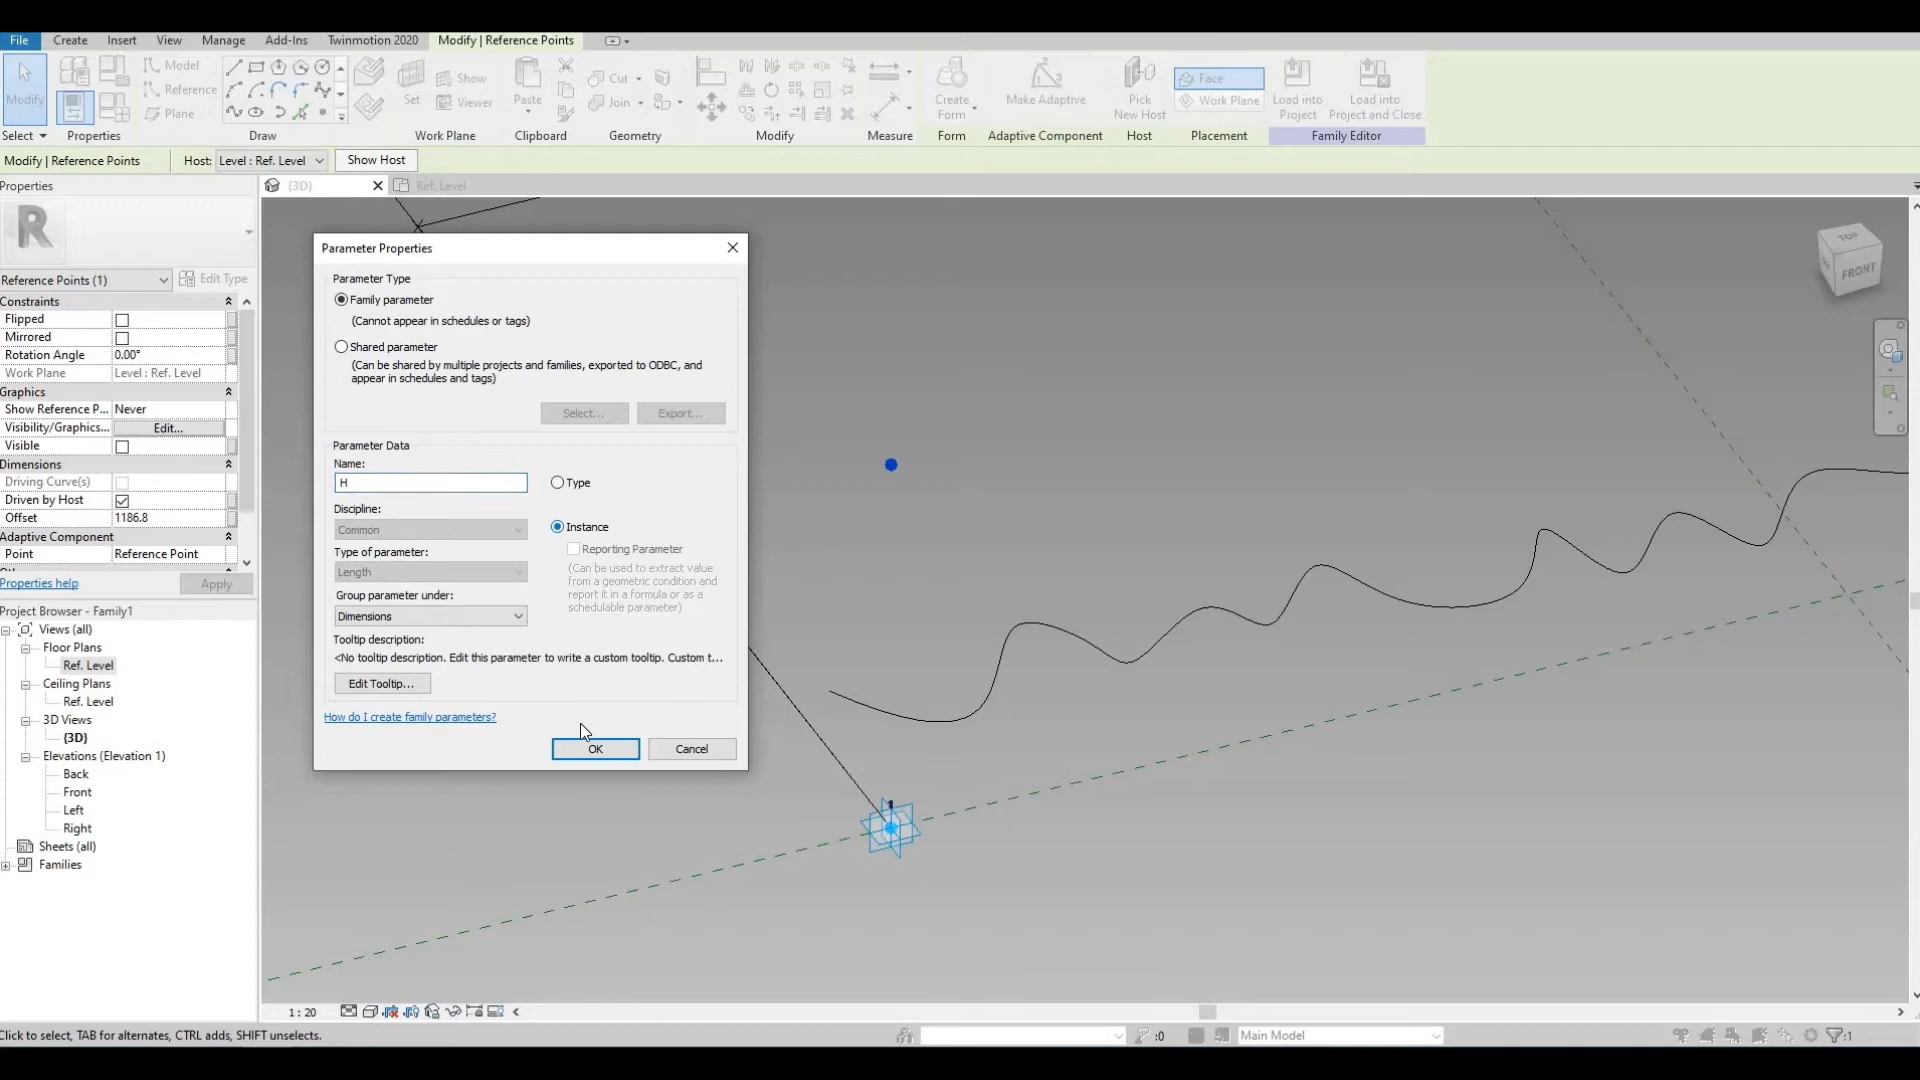 File Create Insert View Manage Add-Ins Twinmotion 2020 Modify | Reference Points
Modify
Select
Properties
Model
Reference
Plane
Draw
Set
Show
Viewer
Work Plane
Paste
Clipboard
Cut
Join
Geometry
Modify
Measure
Create Form
Form
Make Adaptive
Adaptive Component
Pick New Host
Host
Face
Work Plane
Placement
Load into Project
Load into Project and Close
Family Editor
Modify | Reference Points Host: Level : Ref. Level Show Host
Properties
{3D}
Ref. Level
R
Reference Points (1) Edit Type
Constraints
Flipped
Mirrored
Rotation Angle 0.00°
Work Plane Level : Ref. Level
Graphics
Show Reference P... Never
Visibility/Graphics... Edit...
Visible
Dimensions
Driving Curve(s)
Driven by Host
Offset 1186.8
Adaptive Component
Point Reference Point
Properties help Apply
Project Browser - Family1
Views (all)
Floor Plans
Ref. Level
Ceiling Plans
Ref. Level
3D Views
{3D}
Elevations (Elevation 1)
Back
Front
Left
Right
Sheets (all)
Families
Parameter Properties
Parameter Type
Family parameter
(Cannot appear in schedules or tags)
Shared parameter
(Can be shared by multiple projects and families, exported to ODBC, and
appear in schedules and tags)
Select... Export...
Parameter Data
Name:
H
Type
Discipline:
Common
Instance
Type of parameter:
Reporting Parameter
Length
(Can be used to extract value
from a geometric condition and
report it in a formula or as a
schedulable parameter)
Group parameter under:
Dimensions
Tooltip description:
<No tooltip description. Edit this parameter to write a custom tooltip. Custom t...
Edit Tooltip...
How do I create family parameters?
OK Cancel
TOP
FRONT
1
1 : 20
Click to select, TAB for alternates, CTRL adds, SHIFT unselects.
:0
Main Model
:1